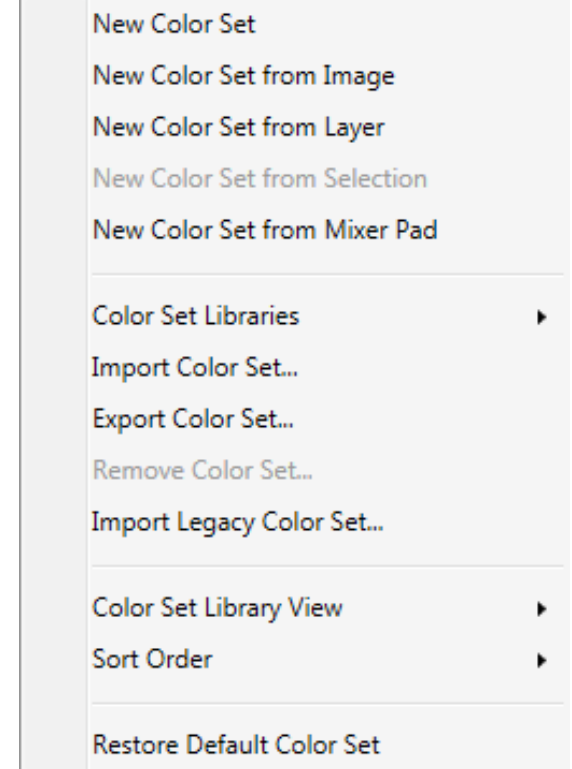 New Color Set
New Color Set from Image
New Color Set from Layer
New Color Set from Selection
New Color Set from Mixer Pad
Color Set Libraries
Import Color Set...
Export Color Set...
Remove Color Set...
Import Legacy Color Set...
Color Set Library View
Sort Order
Restore Default Color Set